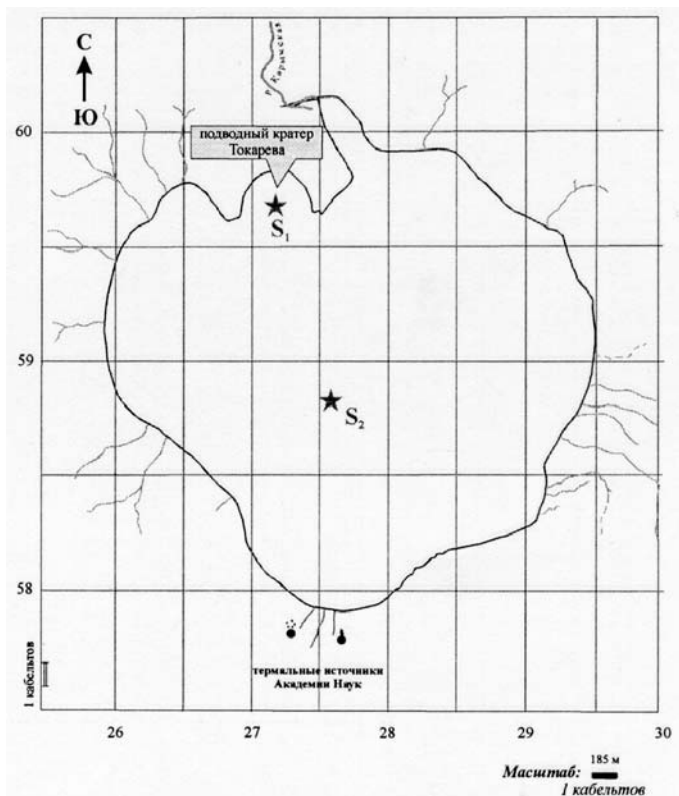 С
Ю
р. Карымская
60
подводный кратер
Токарева
S₁
59
S₂
58
1 кабельтов
термальные источники
Академии Наук
26 27 28 29 30
185 м
Масштаб:
1 кабельтов